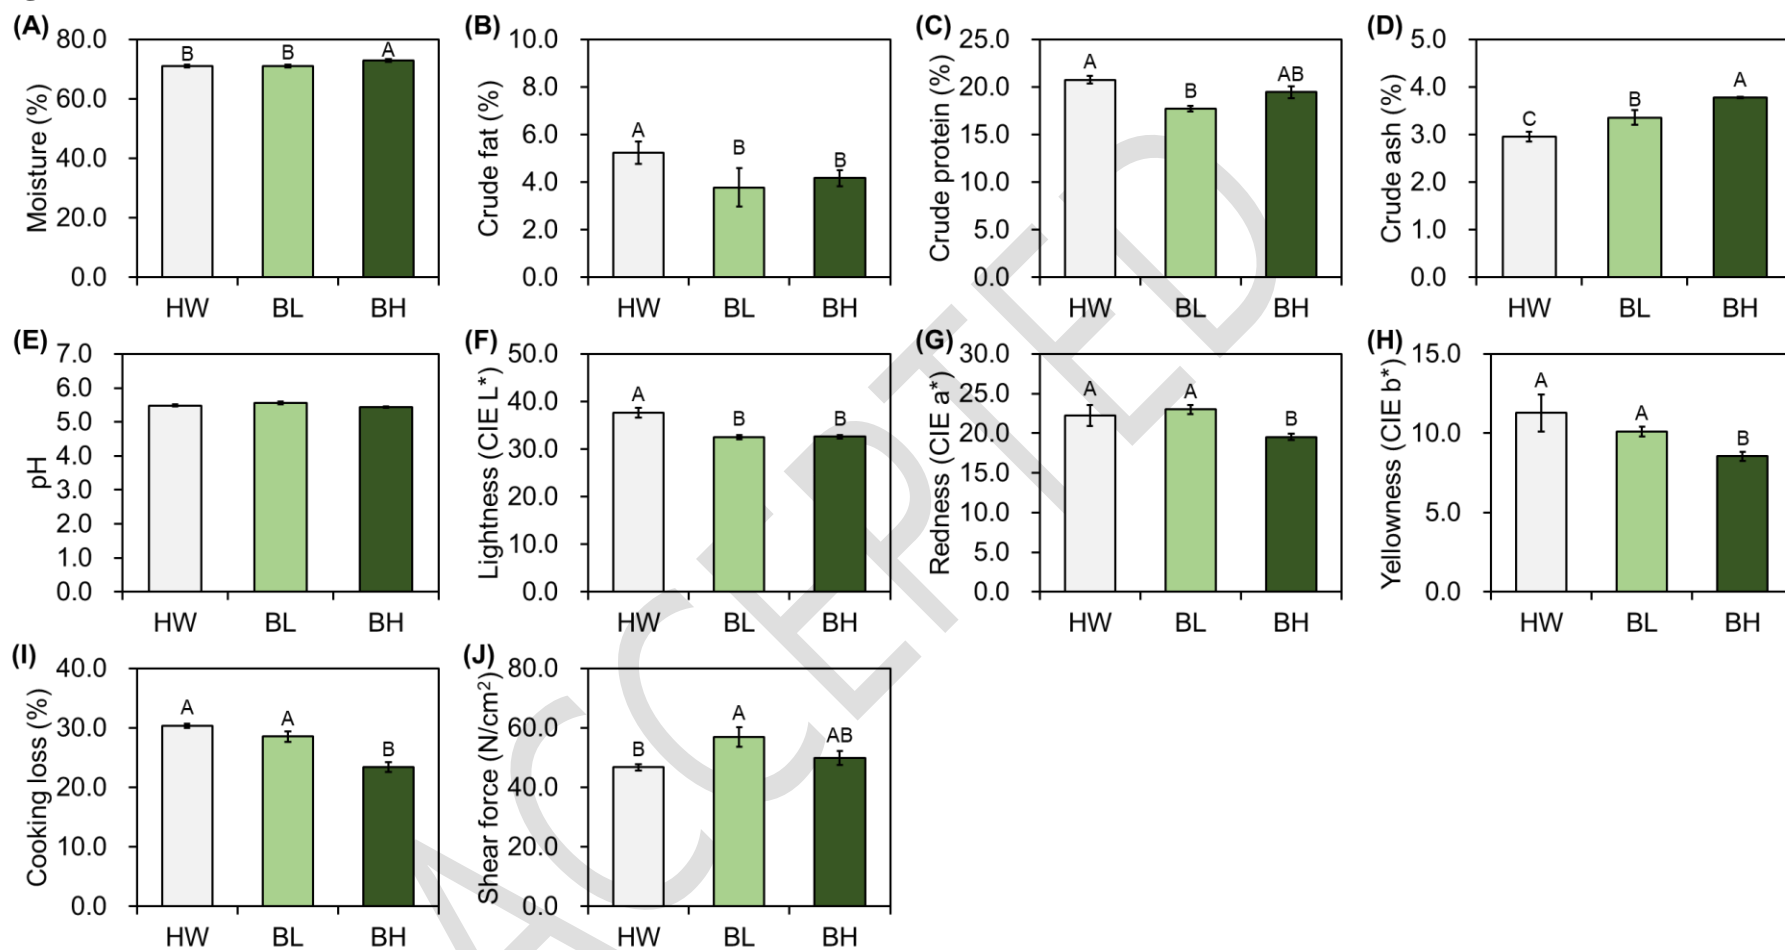 (A)
Moisture (%)
80.0
60.0
40.0
20.0
0.0
B
B
A
HW
BL
BH
(B)
Crude fat (%)
10.0
8.0
6.0
4.0
2.0
0.0
A
B
B
HW
BL
BH
(C)
Crude protein (%)
25.0
20.0
15.0
10.0
5.0
0.0
A
B
AB
HW
BL
BH
(D)
Crude ash (%)
5.0
4.0
3.0
2.0
1.0
0.0
C
B
A
HW
BL
BH
(E)
pH
7.0
6.0
5.0
4.0
3.0
2.0
1.0
0.0
HW
BL
BH
(F)
Lightness (CIE L*)
50.0
40.0
30.0
20.0
10.0
0.0
A
B
B
HW
BL
BH
(G)
Redness (CIE a*)
30.0
25.0
20.0
15.0
10.0
5.0
0.0
A
A
B
HW
BL
BH
(H)
Yellowness (CIE b*)
15.0
10.0
5.0
0.0
A
A
B
HW
BL
BH
(I)
Cooking loss (%)
40.0
30.0
20.0
10.0
0.0
A
A
B
HW
BL
BH
(J)
Shear force (N/cm²)
80.0
60.0
40.0
20.0
0.0
B
A
AB
HW
BL
BH
ACCEPTED